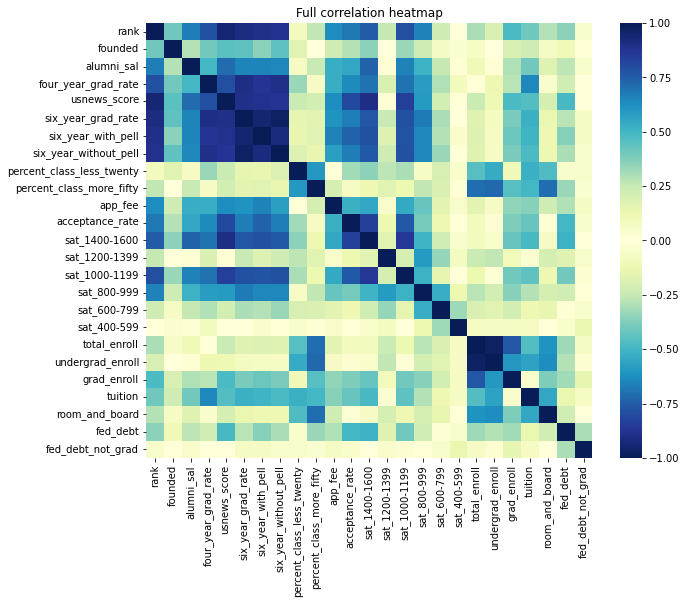 Full correlation heatmap
rank
founded
alumni_sal
four_year_grad_rate
usnews_score
six_year_grad_rate
six_year_with_pell
six_year_without_pell
percent_class_less_twenty
percent_class_more_fifty
app_fee
acceptance_rate
sat_1400-1600
sat_1200-1399
sat_1000-1199
sat_800-999
sat_600-799
sat_400-599
total_enroll
undergrad_enroll
grad_enroll
tuition
room_and_board
fed_debt
fed_debt_not_grad
rank
founded
alumni_sal
four_year_grad_rate
usnews_score
six_year_grad_rate
six_year_with_pell
six_year_without_pell
percent_class_less_twenty
percent_class_more_fifty
app_fee
acceptance_rate
sat_1400-1600
sat_1200-1399
sat_1000-1199
sat_800-999
sat_600-799
sat_400-599
total_enroll
undergrad_enroll
grad_enroll
tuition
room_and_board
fed_debt
fed_debt_not_grad
1.00
0.75
0.50
0.25
0.00
−0.25
−0.50
−0.75
−1.00